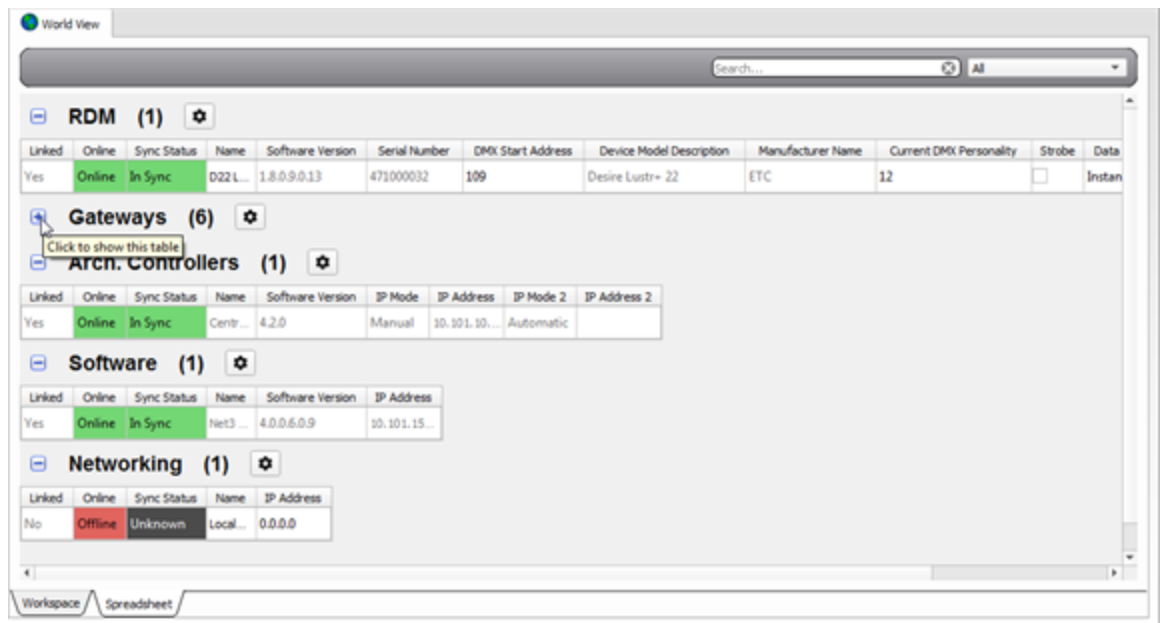 World View
Search... All
RDM (1)
Linked Online Sync Status Name Software Version Serial Number DMX Start Address Device Model Description Manufacturer Name Current DMX Personality Strobe Data
Yes Online In Sync D22 L... 1.8.0.9.0.13 471000032 109 Desire Lustr+ 22 ETC 12 Instan
Gateways (6)
Click to show this table
Arch. Controllers (1)
Linked Online Sync Status Name Software Version IP Mode IP Address IP Mode 2 IP Address 2
Yes Online In Sync Centr... 4.2.0 Manual 10.101.10.... Automatic
Software (1)
Linked Online Sync Status Name Software Version IP Address
Yes Online In Sync Net3 ... 4.0.0.6.0.9 10.101.15...
Networking (1)
Linked Online Sync Status Name IP Address
No Offline Unknown Local... 0.0.0.0
Workspace Spreadsheet